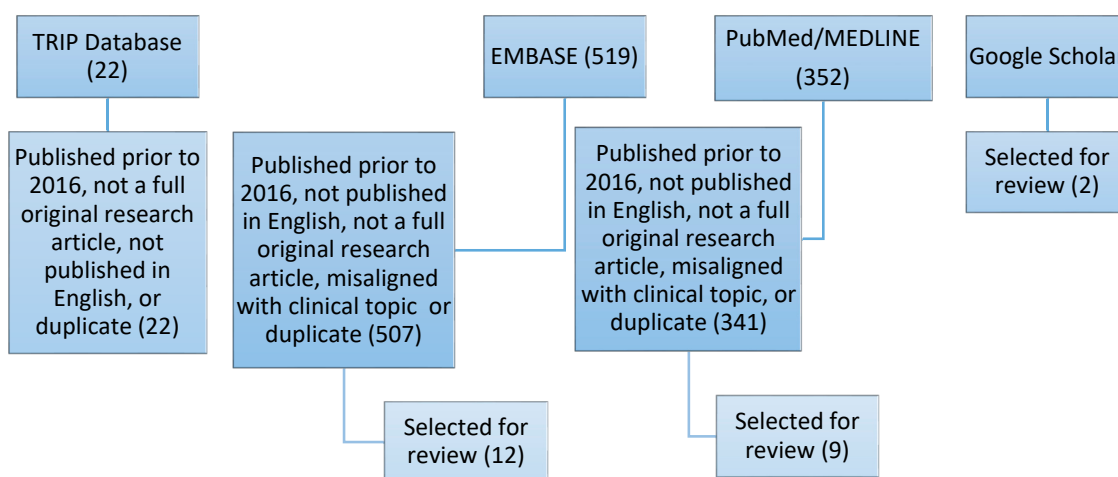 TRIP Database
(22)
EMBASE (519)
PubMed/MEDLINE
(352)
Google Schola
Published prior to
2016, not a full
original research
article, not
published in
English, or
duplicate (22)
Published prior to
2016, not published
in English, not a full
original research
article, misaligned
with clinical topic or
duplicate (507)
Published prior to
2016, not published
in English, not a full
original research
article, misaligned
with clinical topic, or
duplicate (341)
Selected for
review (2)
Selected for
review (12)
Selected for
review (9)